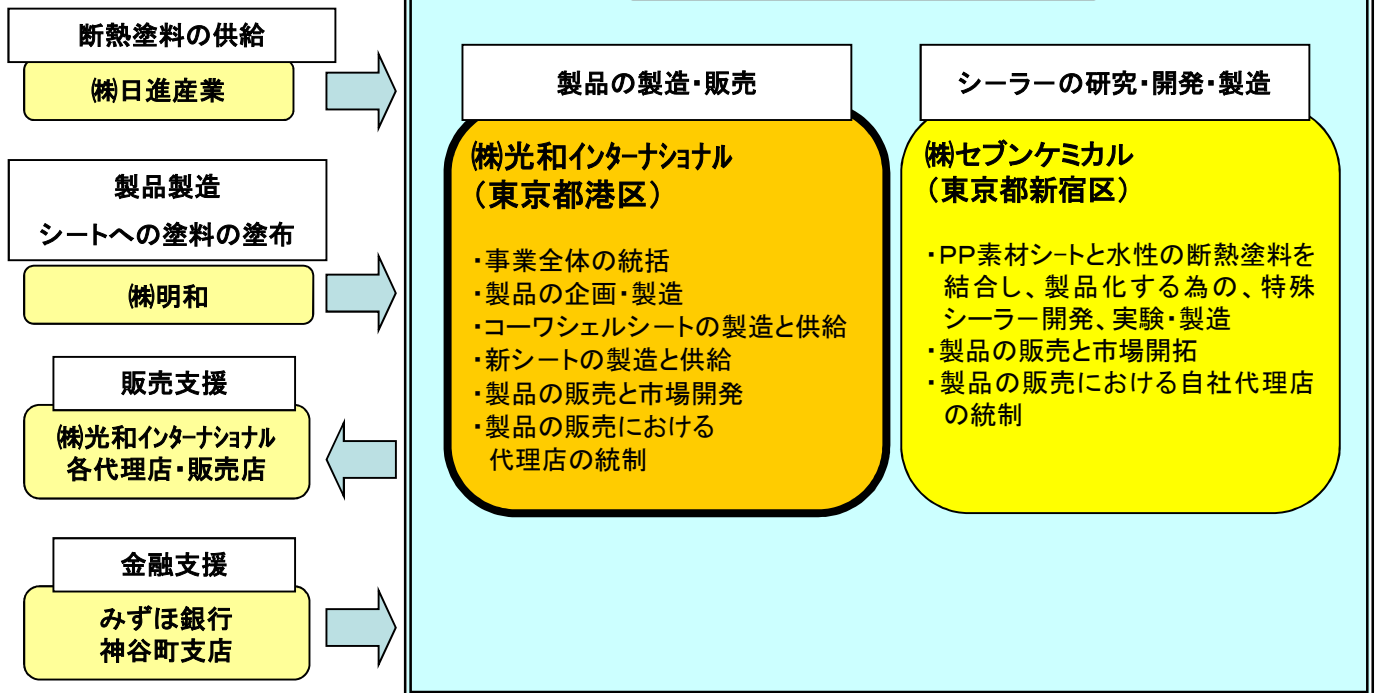 断熱塗料の供給
㈱日進産業
製品製造
シートへの塗料の塗布
㈱明和
販売支援
㈱光和インターナショナル
各代理店・販売店
金融支援
みずほ銀行
神谷町支店
製品の製造・販売
㈱光和インターナショナル
（東京都港区）
・事業全体の統括
・製品の企画・製造
・コーワシェルシートの製造と供給
・新シートの製造と供給
・製品の販売と市場開発
・製品の販売における
代理店の統制
シーラーの研究・開発・製造
㈱セブンケミカル
（東京都新宿区）
・PP素材シートと水性の断熱塗料を
結合し、製品化する為の、特殊
シーラー開発、実験・製造
・製品の販売と市場開拓
・製品の販売における自社代理店
の統制